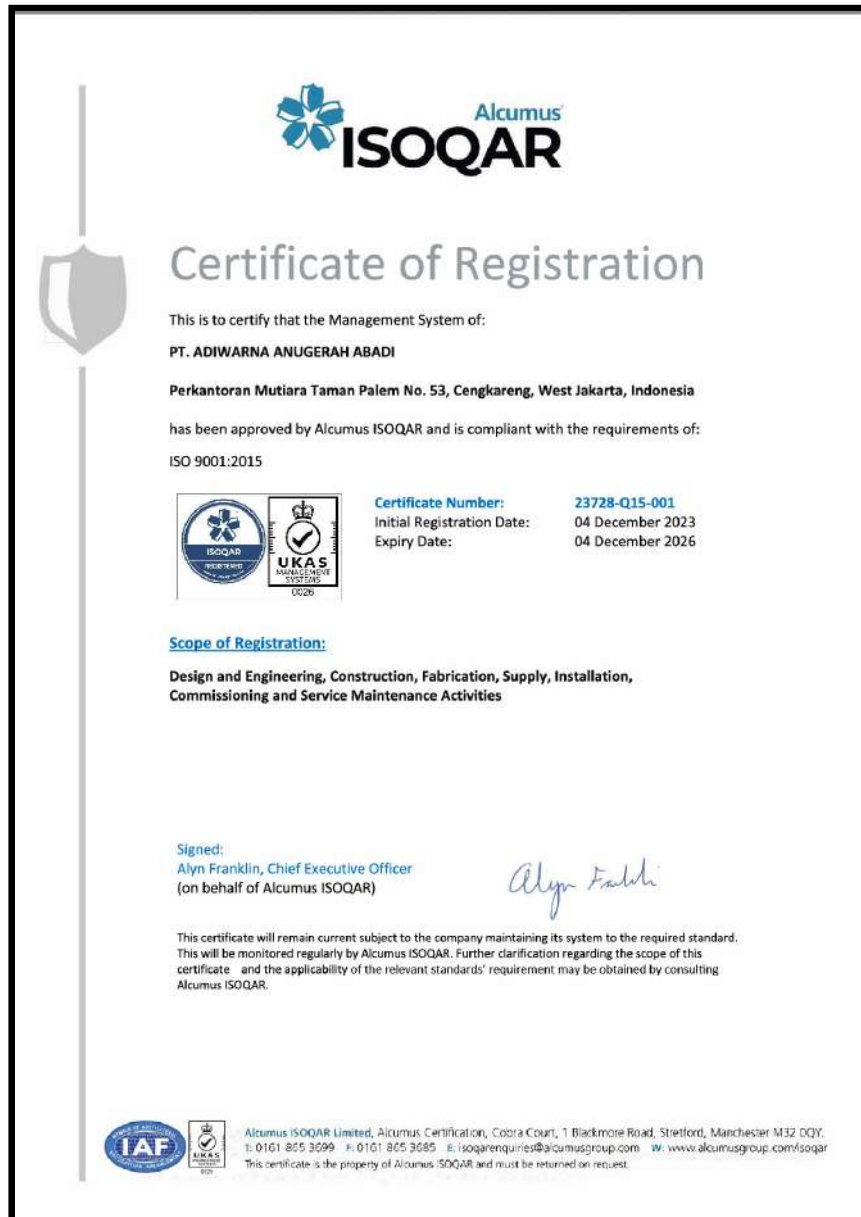 Alcumus
ISOQAR
Certificate of Registration
This is to certify that the Management System of:
PT. ADIWARNA ANUGERAH ABADI
Perkantoran Mutiara Taman Palem No. 53, Cengkareng, West Jakarta, Indonesia
has been approved by Alcumus ISOQAR and is compliant with the requirements of:
ISO 9001:2015
ISOQAR
REGISTERED
UKAS
MANAGEMENT
SYSTEMS
0026
Certificate Number: 23728-Q15-001
Initial Registration Date: 04 December 2023
Expiry Date: 04 December 2026
Scope of Registration:
Design and Engineering, Construction, Fabrication, Supply, Installation,
Commissioning and Service Maintenance Activities
Signed:
Alyn Franklin, Chief Executive Officer
(on behalf of Alcumus ISOQAR)
This certificate will remain current subject to the company maintaining its system to the required standard.
This will be monitored regularly by Alcumus ISOQAR. Further clarification regarding the scope of this
certificate and the applicability of the relevant standards' requirement may be obtained by consulting
Alcumus ISOQAR.
IAF
UKAS
Alcumus ISOQAR Limited, Alcumus Certification, Cobra Court, 1 Blackmore Road, Stretford, Manchester M32 0QY.
T: 0161 865 3699 F: 0161 865 3685 E: isoqarenquiries@alcumusgroup.com W: www.alcumusgroup.com/isoqar
This certificate is the property of Alcumus ISOQAR and must be returned on request.